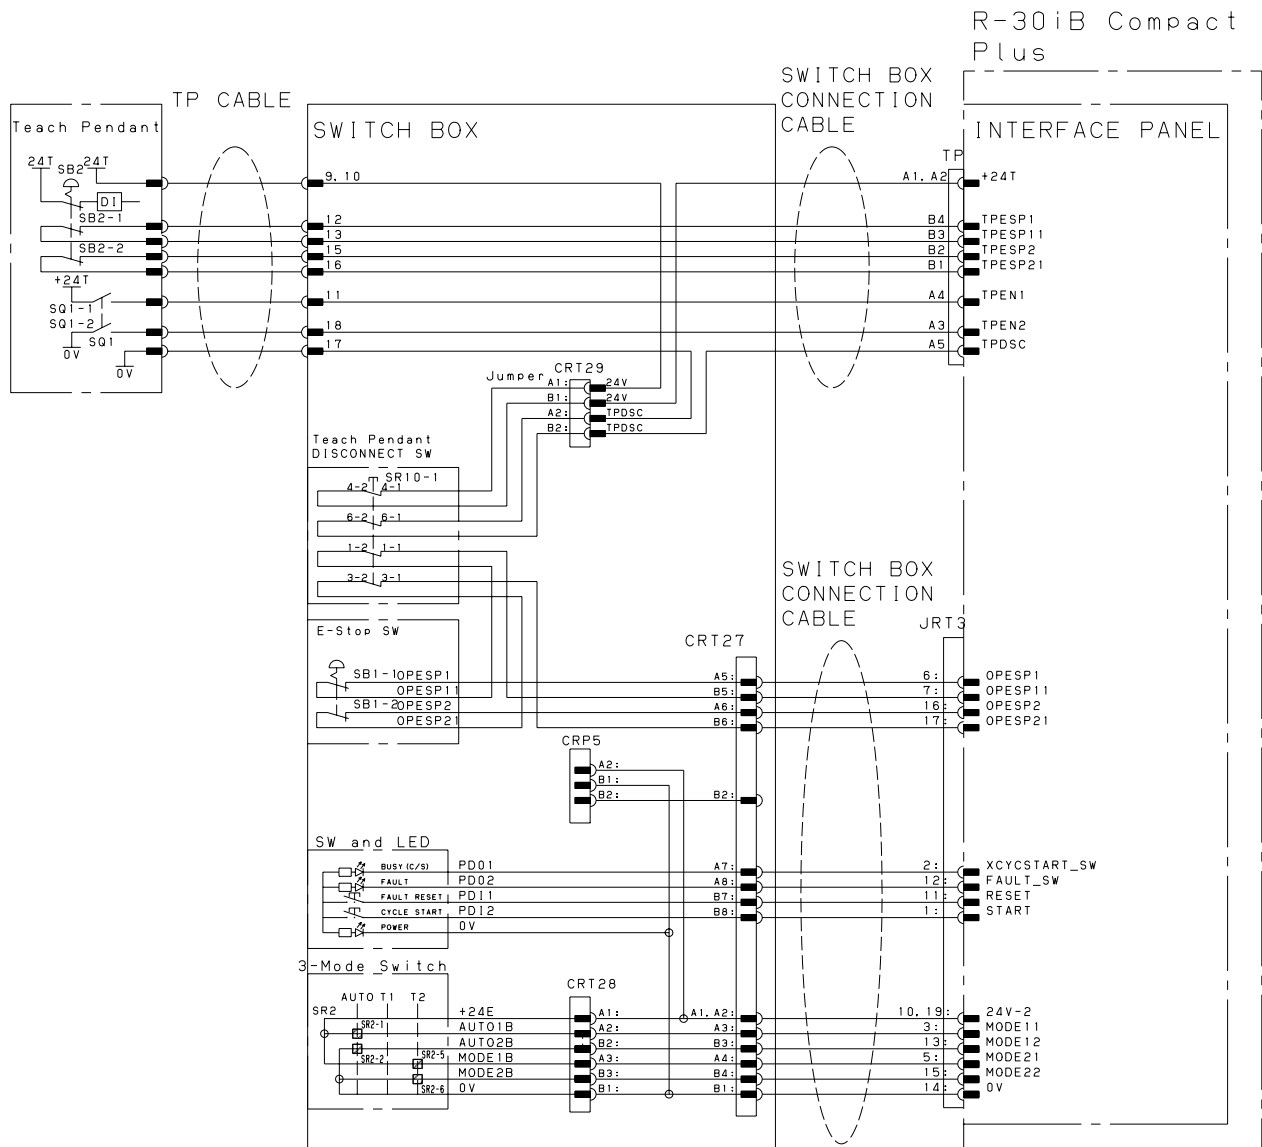 R-30iB Compact
Plus
SWITCH BOX
CONNECTION
CABLE
TP CABLE
Teach Pendant
SWITCH BOX
INTERFACE PANEL
TP
24T
SB2
24T
DI
SB2-1
SB2-2
+24T
SQ1-1
SQ1-2
SQ1
0V
0V
9, 10
12
13
15
16
11
18
17
A1, A2
+24T
B4
TPESP1
B3
TPESP11
B2
TPESP2
B1
TPESP21
A4
TPEN1
A3
TPEN2
A5
TPDSC
CRT29
Jumper
A1:
24V
B1:
24V
A2:
TPDSC
B2:
TPDSC
Teach Pendant
DISCONNECT SW
SR10-1
4-2
4-1
6-2
6-1
1-2
1-1
3-2
3-1
SWITCH BOX
CONNECTION
CABLE
JRT3
CRT27
E-Stop SW
SB1-1
OPESP1
OPESP11
SB1-2
OPESP2
OPESP21
A5:
B5:
A6:
B6:
6:
OPESP1
7:
OPESP11
16:
OPESP2
17:
OPESP21
CRP5
A2:
B1:
B2:
B2:
SW and LED
BUSY (C/S)
PDO1
FAULT
PDO2
FAULT RESET
PDI1
CYCLE START
PDI2
POWER
0V
A7:
A8:
B7:
B8:
2:
XCYCSTART_SW
12:
FAULT_SW
11:
RESET
1:
START
3-Mode Switch
AUTO
T1
T2
SR2
SR2-1
SR2-2
SR2-5
SR2-6
CRT28
+24E
A1:
A1, A2:
10, 19:
24V-2
AUTO1B
A2:
A3:
3:
MODE11
AUTO2B
B2:
B3:
13:
MODE12
MODE1B
A3:
A4:
5:
MODE21
MODE2B
B3:
B4:
15:
MODE22
0V
B1:
B1:
14:
0V